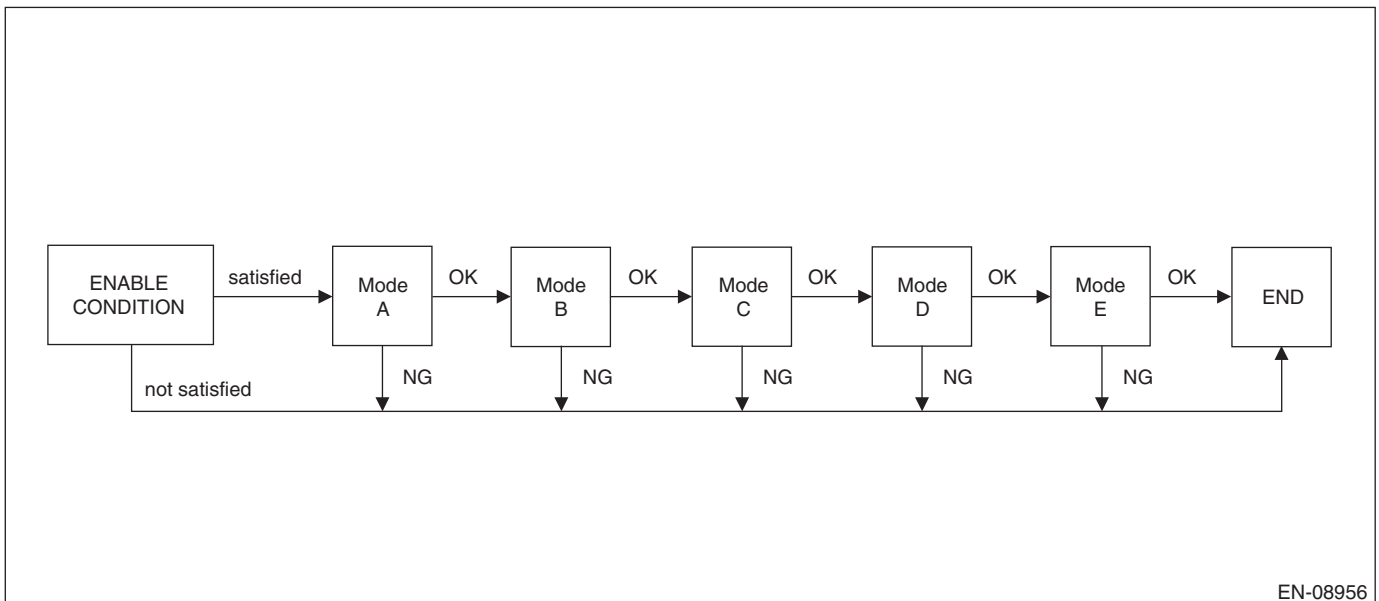 ENABLE
CONDITION
satisfied
Mode
A
OK
Mode
B
OK
Mode
C
OK
Mode
D
OK
Mode
E
OK
END
not satisfied
NG
NG
NG
NG
NG
EN-08956